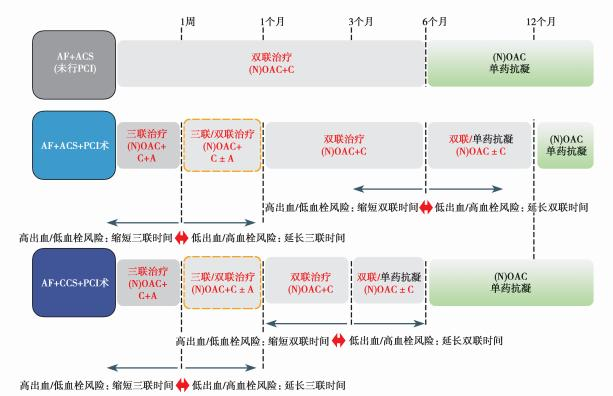 1周
1个月
3个月
6个月
12个月
AF+ACS
(未行PCI)
双联治疗
(N)OAC+C
(N)OAC
单药抗凝
AF+ACS+PCI术
三联治疗
(N)OAC+
C+A
三联/双联治疗
(N)OAC+
C±A
双联治疗
(N)OAC+C
双联/单药抗凝
(N)OAC±C
(N)OAC
单药抗凝
高出血/低血栓风险:缩短双联时间
低出血/高血栓风险:延长双联时间
高出血/低血栓风险:缩短三联时间
低出血/高血栓风险:延长三联时间
AF+CCS+PCI术
三联治疗
(N)OAC+
C+A
三联/双联治疗
(N)OAC+C±A
双联治疗
(N)OAC+C
双联/单药抗凝
(N)OAC±C
(N)OAC
单药抗凝
高出血/低血栓风险:缩短双联时间
低出血/高血栓风险:延长双联时间
高出血/低血栓风险:缩短三联时间
低出血/高血栓风险:延长三联时间